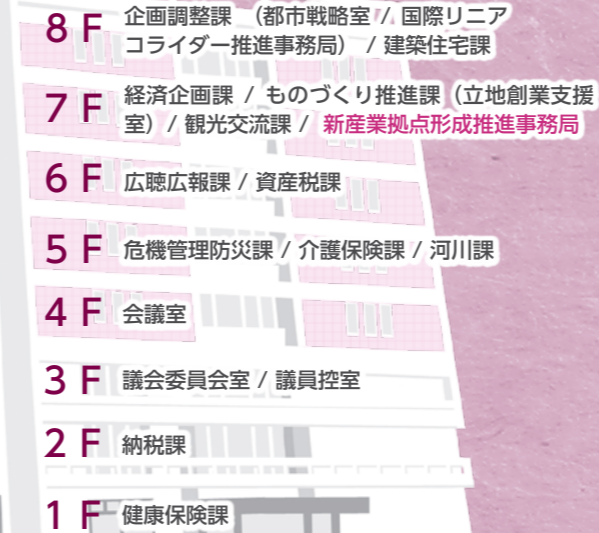 8 F 企画調整課 （都市戦略室 / 国際リニア
コライダー推進事務局） / 建築住宅課
7 F 経済企画課 / ものづくり推進課（立地創業支援
室）/ 観光交流課 / 新産業拠点形成推進事務局
6 F 広聴広報課 / 資産税課
5 F 危機管理防災課 / 介護保険課 / 河川課
4 F 会議室
3 F 議会委員会室 / 議員控室
2 F 納税課
1 F 健康保険課